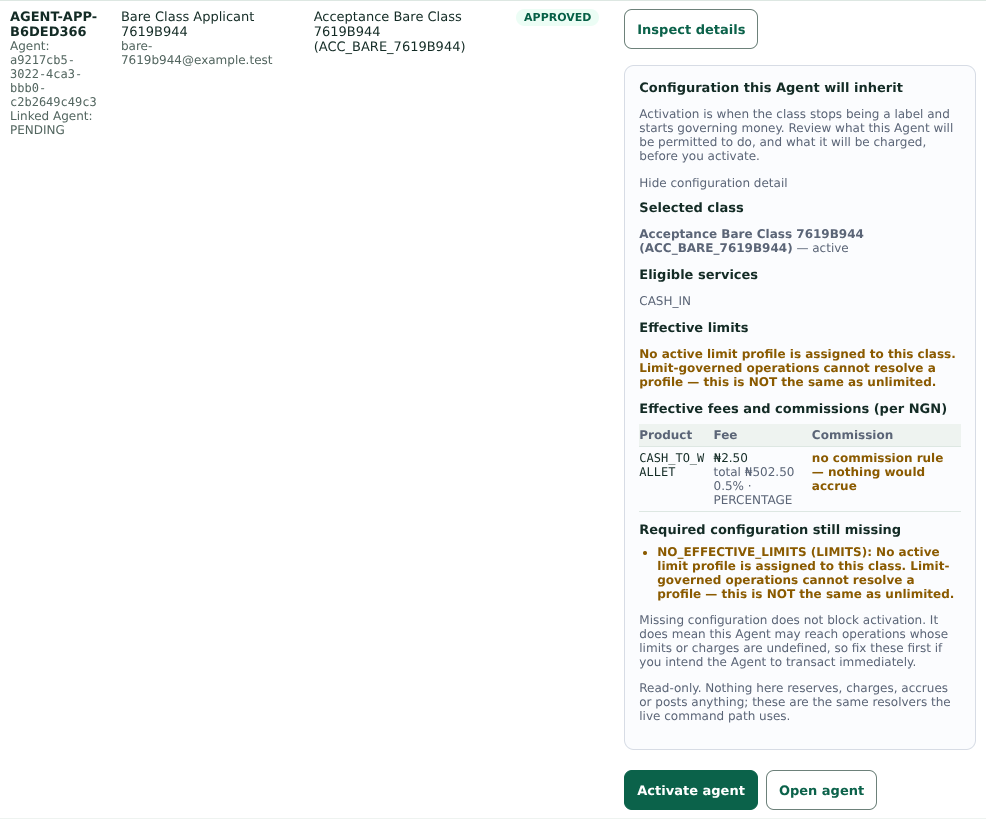 AGENT-APP-
B6DED366
Agent:
a9217cb5-
3022-4ca3-
bbb0-
c2b2649c49c3
Linked Agent:
PENDING
Bare Class Applicant
7619B944
bare-
7619b944@example.test
Acceptance Bare Class
7619B944
(ACC_BARE_7619B944)
APPROVED
Inspect details
Configuration this Agent will inherit
Activation is when the class stops being a label and
starts governing money. Review what this Agent will
be permitted to do, and what it will be charged,
before you activate.
Hide configuration detail
Selected class
Acceptance Bare Class 7619B944
(ACC_BARE_7619B944) — active
Eligible services
CASH_IN
Effective limits
No active limit profile is assigned to this class.
Limit-governed operations cannot resolve a
profile — this is NOT the same as unlimited.
Effective fees and commissions (per NGN)
Product Fee Commission
CASH_TO_W
ALLET
₦2.50
total ₦502.50
0.5% ·
PERCENTAGE
no commission rule
— nothing would
accrue
Required configuration still missing
• NO_EFFECTIVE_LIMITS (LIMITS): No active
limit profile is assigned to this class. Limit-
governed operations cannot resolve a
profile — this is NOT the same as unlimited.
Missing configuration does not block activation. It
does mean this Agent may reach operations whose
limits or charges are undefined, so fix these first if
you intend the Agent to transact immediately.
Read-only. Nothing here reserves, charges, accrues
or posts anything; these are the same resolvers the
live command path uses.
Activate agent
Open agent